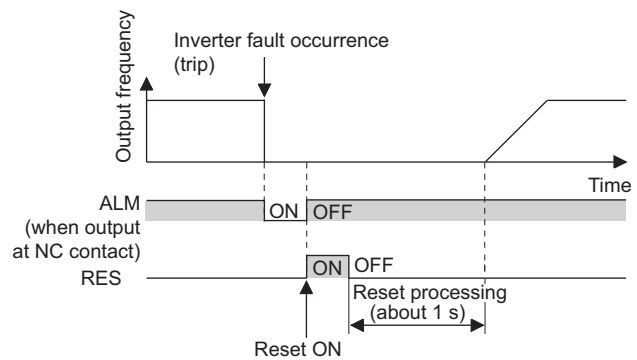 Inverter fault occurrence
(trip)
Output frequency
Time
ALM
(when output
at NC contact)
ON
OFF
RES
ON
OFF
Reset processing
(about 1 s)
Reset ON